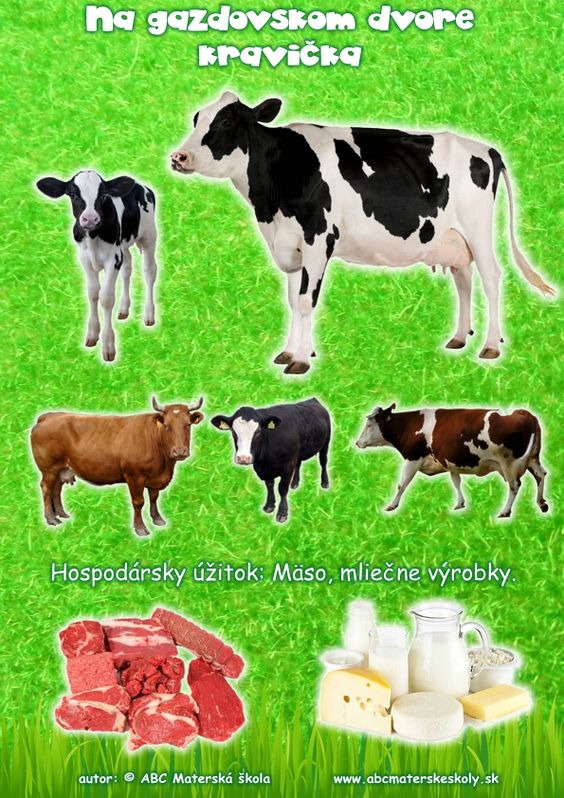 Na gazdovskom dvore
kravička
Hospodársky úžitok: Mäso, mliečne výrobky.
autor: © ABC Materská škola
www.abcmaterskeskoly.sk